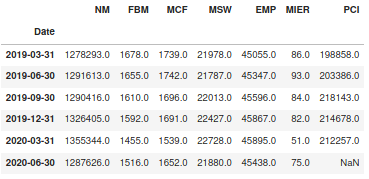 NM FBM MCF MSW EMP MIER PCI
Date
2019-03-31 1278293.0 1678.0 1739.0 21978.0 45055.0 86.0 198858.0
2019-06-30 1291613.0 1655.0 1742.0 21787.0 45347.0 93.0 203386.0
2019-09-30 1290416.0 1610.0 1696.0 22013.0 45596.0 84.0 218143.0
2019-12-31 1326405.0 1592.0 1691.0 22427.0 45867.0 82.0 214678.0
2020-03-31 1355344.0 1455.0 1539.0 22728.0 45895.0 51.0 212257.0
2020-06-30 1287626.0 1516.0 1652.0 21880.0 45438.0 75.0 NaN